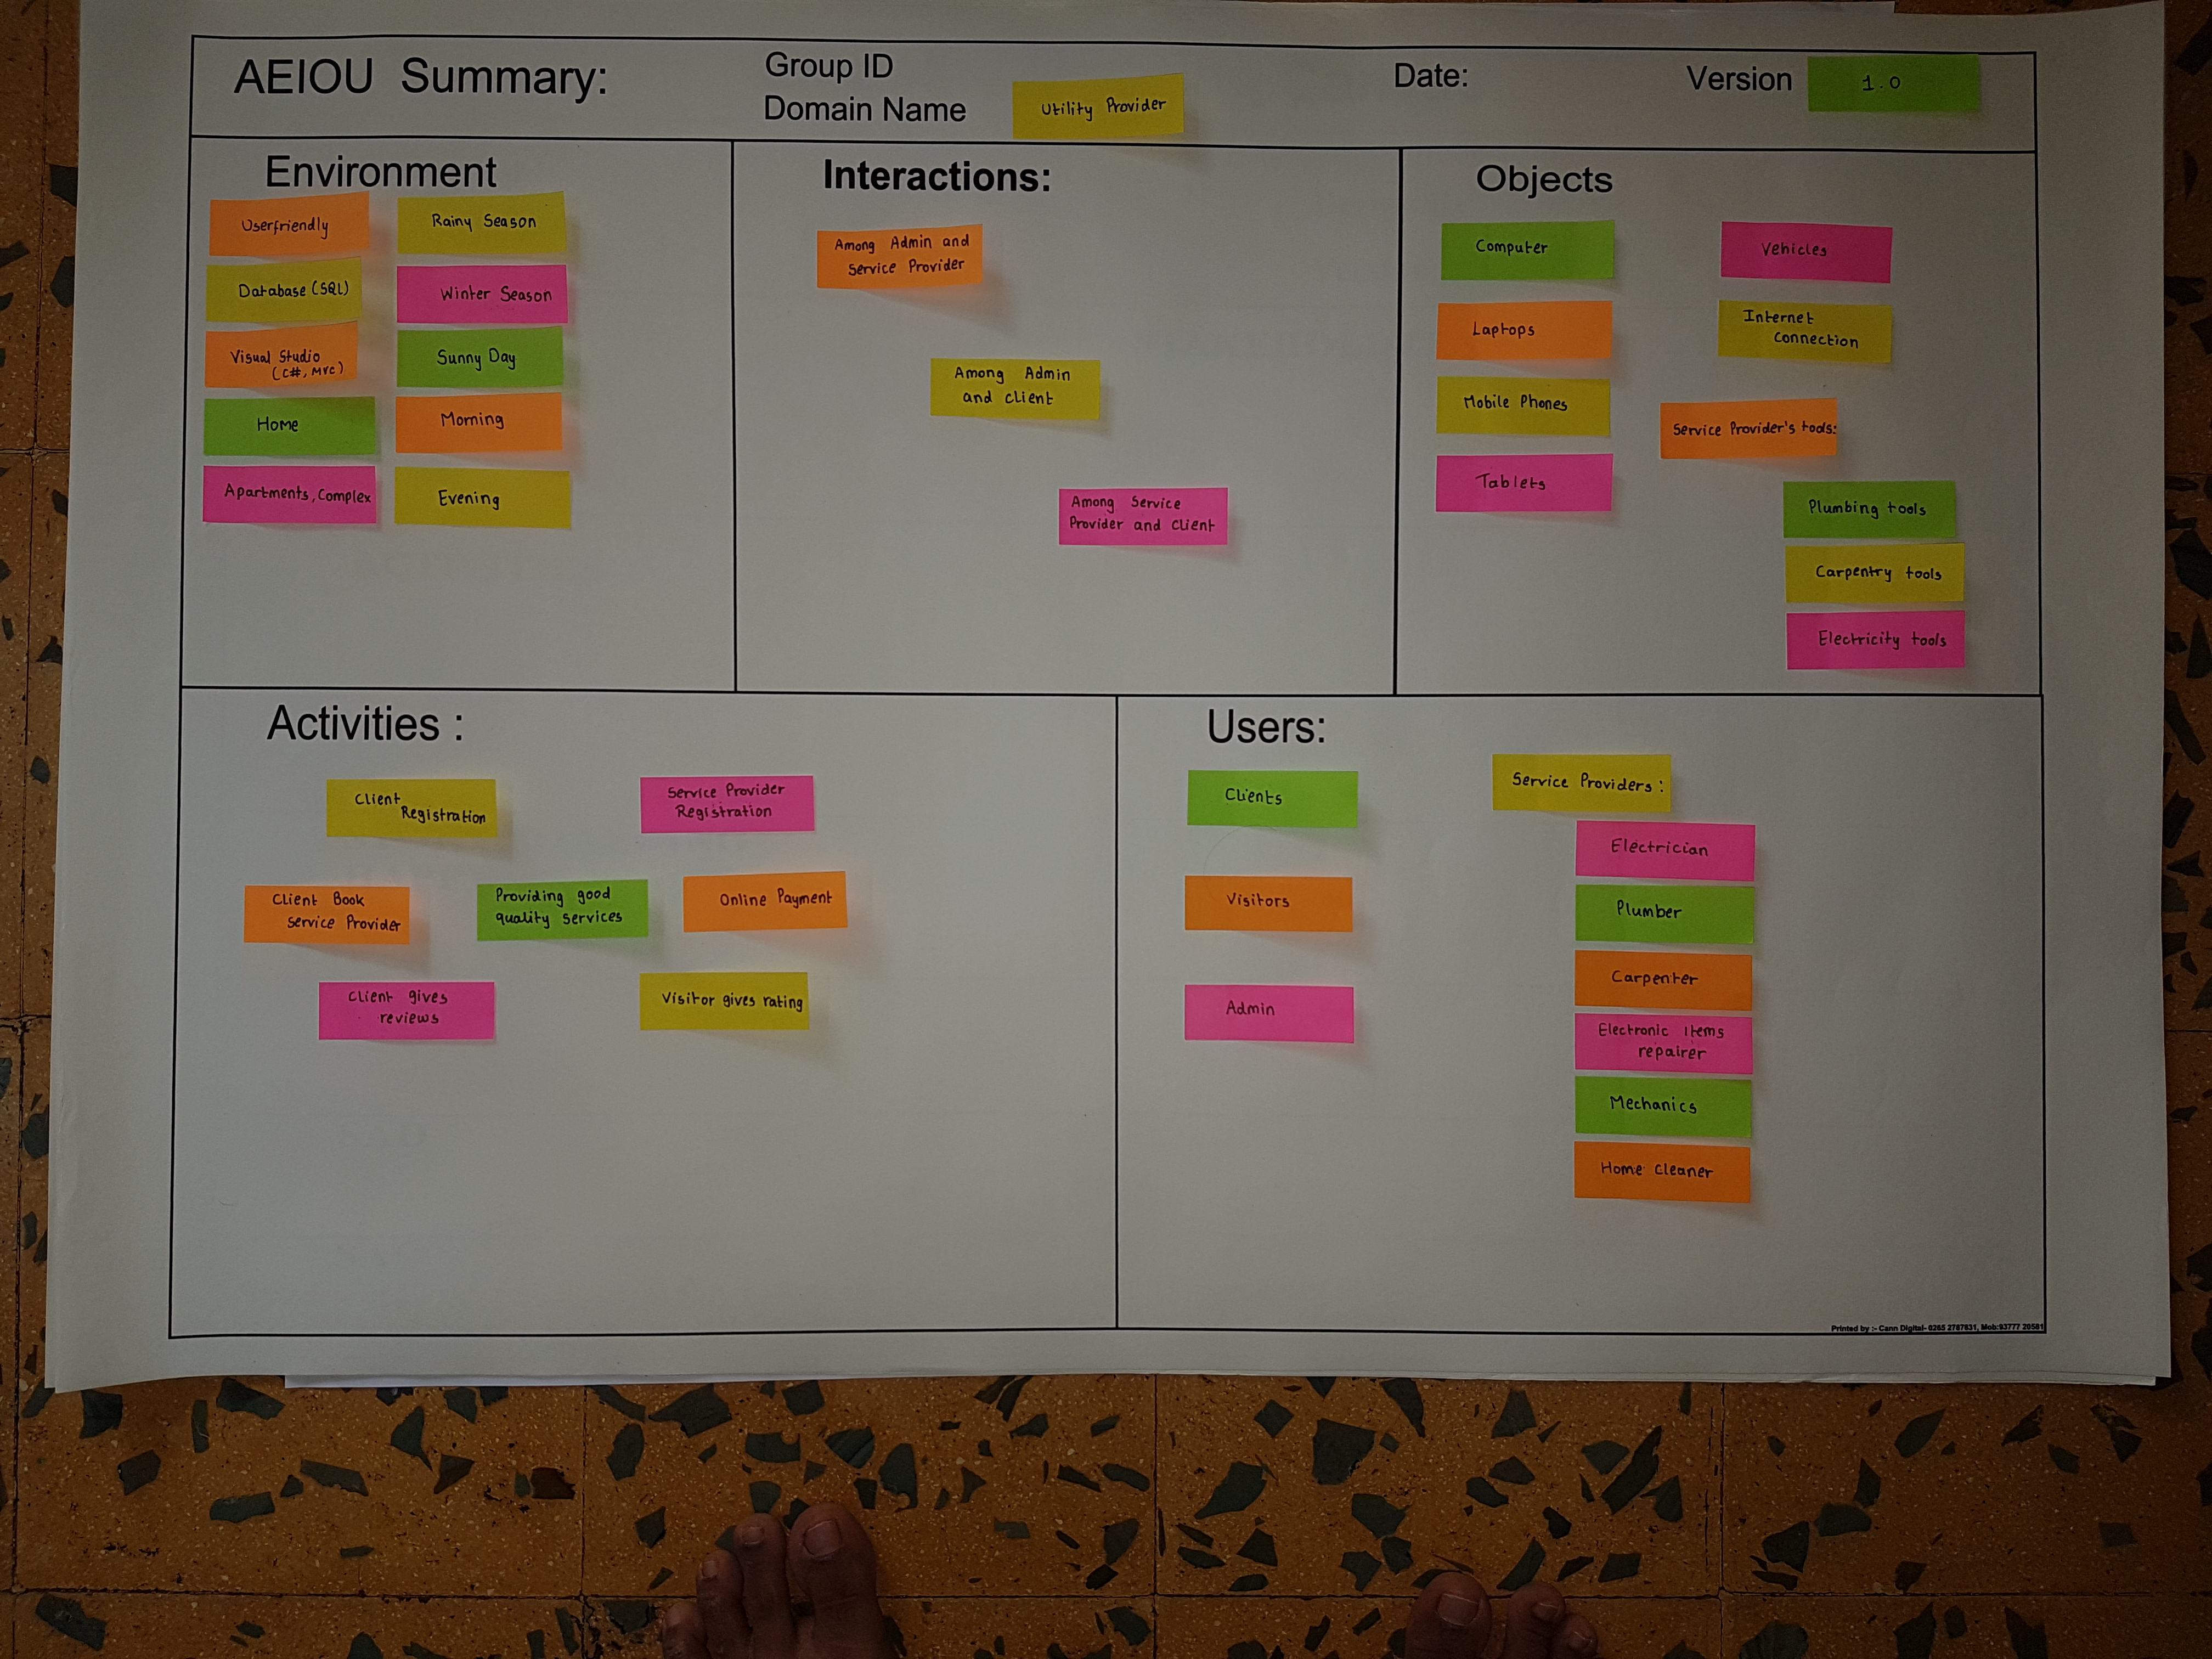 AEIOU Summary:
Group ID
Domain Name
Utility Provider
Date:
Version
1.0
Environment
Userfriendly
Database (SQL)
Visual Studio
(C#, MVC)
Home
Apartments, Complex
Rainy Season
Winter Season
Sunny Day
Morning
Evening
Interactions:
Among Admin and
Service Provider
Among Admin
and client
Among Service
Provider and client
Objects
Computer
Laptops
Mobile Phones
Tablets
Vehicles
Internet
Connection
Service Provider's tools:
Plumbing tools
Carpentry tools
Electricity tools
Activities :
Client
Registration
Service Provider
Registration
Client Book
Service Provider
Providing good
quality services
Online Payment
Client gives
reviews
Visitor gives rating
Users:
Clients
Visitors
Admin
Service Providers :
Electrician
Plumber
Carpenter
Electronic items
repairer
Mechanics
Home cleaner
Printed by :- Cann Digital- 0265 2787831, Mob:93777 20581